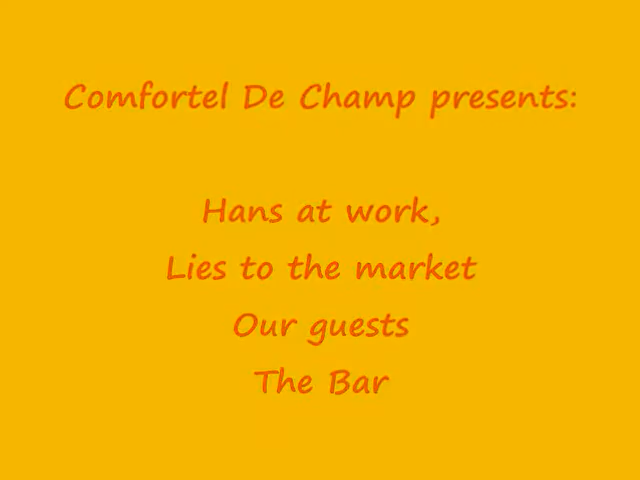 Comfortel De Champ presents:
Hans at work,
Lies to the market
Our guests
The Bar